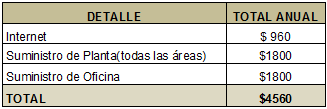 DETALLE TOTAL ANUAL
Internet $ 960
Suministro de Planta(todas las áreas) $1800
Suministro de Oficina $1800
TOTAL $4560